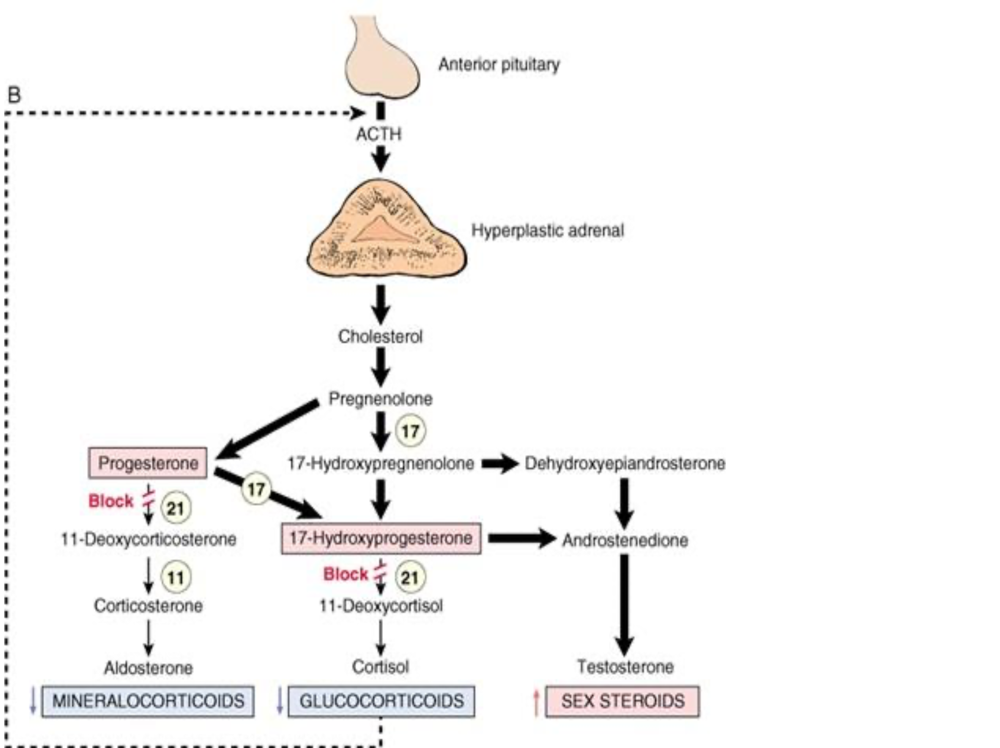 Anterior pituitary
B
ACTH
Hyperplastic adrenal
Cholesterol
Pregnenolone
17
Progesterone
17-Hydroxypregnenolone
Dehydroxyepiandrosterone
17
Block
21
11-Deoxycorticosterone
17-Hydroxyprogesterone
Androstenedione
11
Block
21
Corticosterone
11-Deoxycortisol
Aldosterone
Cortisol
Testosterone
MINERALOCORTICOIDS
GLUCOCORTICOIDS
SEX STEROIDS